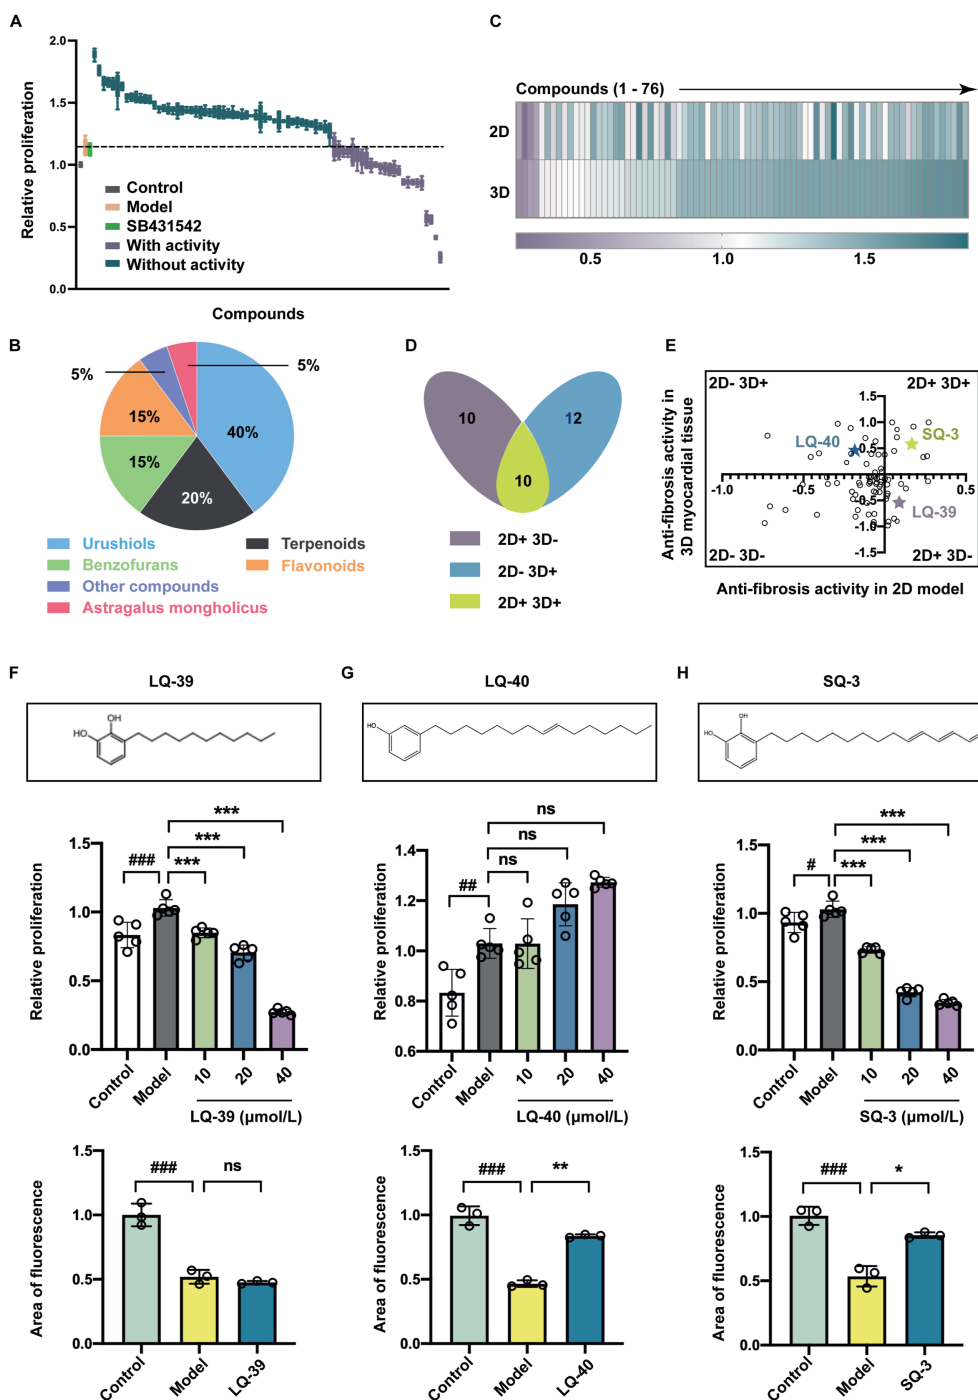 A
2.0
1.5
1.0
0.5
0.0
Relative proliferation
Control
Model
SB431542
With activity
Without activity
Compounds
C
Compounds (1 - 76)
2D
3D
0.5
1.0
1.5
B
5%
5%
15%
40%
15%
20%
Urushiols
Terpenoids
Benzofurans
Flavonoids
Other compounds
Astragalus mongholicus
D
10
12
10
2D+ 3D-
2D- 3D+
2D+ 3D+
E
2D- 3D+
2D+ 3D+
1.5
1.0
0.5
LQ-40
SQ-3
-1.0
-0.5
0.5
-0.5
LQ-39
-1.0
-1.5
2D- 3D-
2D+ 3D-
Anti-fibrosis activity in
3D myocardial tissue
Anti-fibrosis activity in 2D model
F
LQ-39
OH
HO
***
***
***
###
1.5
1.0
0.5
0.0
Relative proliferation
Control
Model
10
20
40
LQ-39 (μmol/L)
1.5
1.0
0.5
0.0
Area of fluorescence
###
ns
Control
Model
LQ-39
G
LQ-40
HO
ns
ns
ns
##
1.4
1.2
1.0
0.8
0.6
Relative proliferation
Control
Model
10
20
40
LQ-40 (μmol/L)
1.5
1.0
0.5
0.0
Area of fluorescence
###
**
Control
Model
LQ-40
H
SQ-3
OH
HO
***
***
***
#
1.5
1.0
0.5
0.0
Relative proliferation
Control
Model
10
20
40
SQ-3 (μmol/L)
1.5
1.0
0.5
0.0
Area of fluorescence
###
*
Control
Model
SQ-3